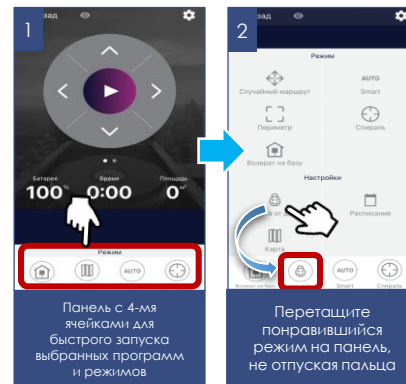 1
зад
Батарея
Время
Площадь
100%
0:00
0
Режим
AUTO
Панель с 4-мя
ячейками для
быстрого запуска
выбранных программ
и режимов
2
зад
Режим
AUTO
Случайный маршрут
Smart
Периметр
Спираль
Возврат на базу
Настройки
Расписание
Карта
AUTO
Smart
Спираль
Перетащите
понравившийся
режим на панель,
не отпуская пальца